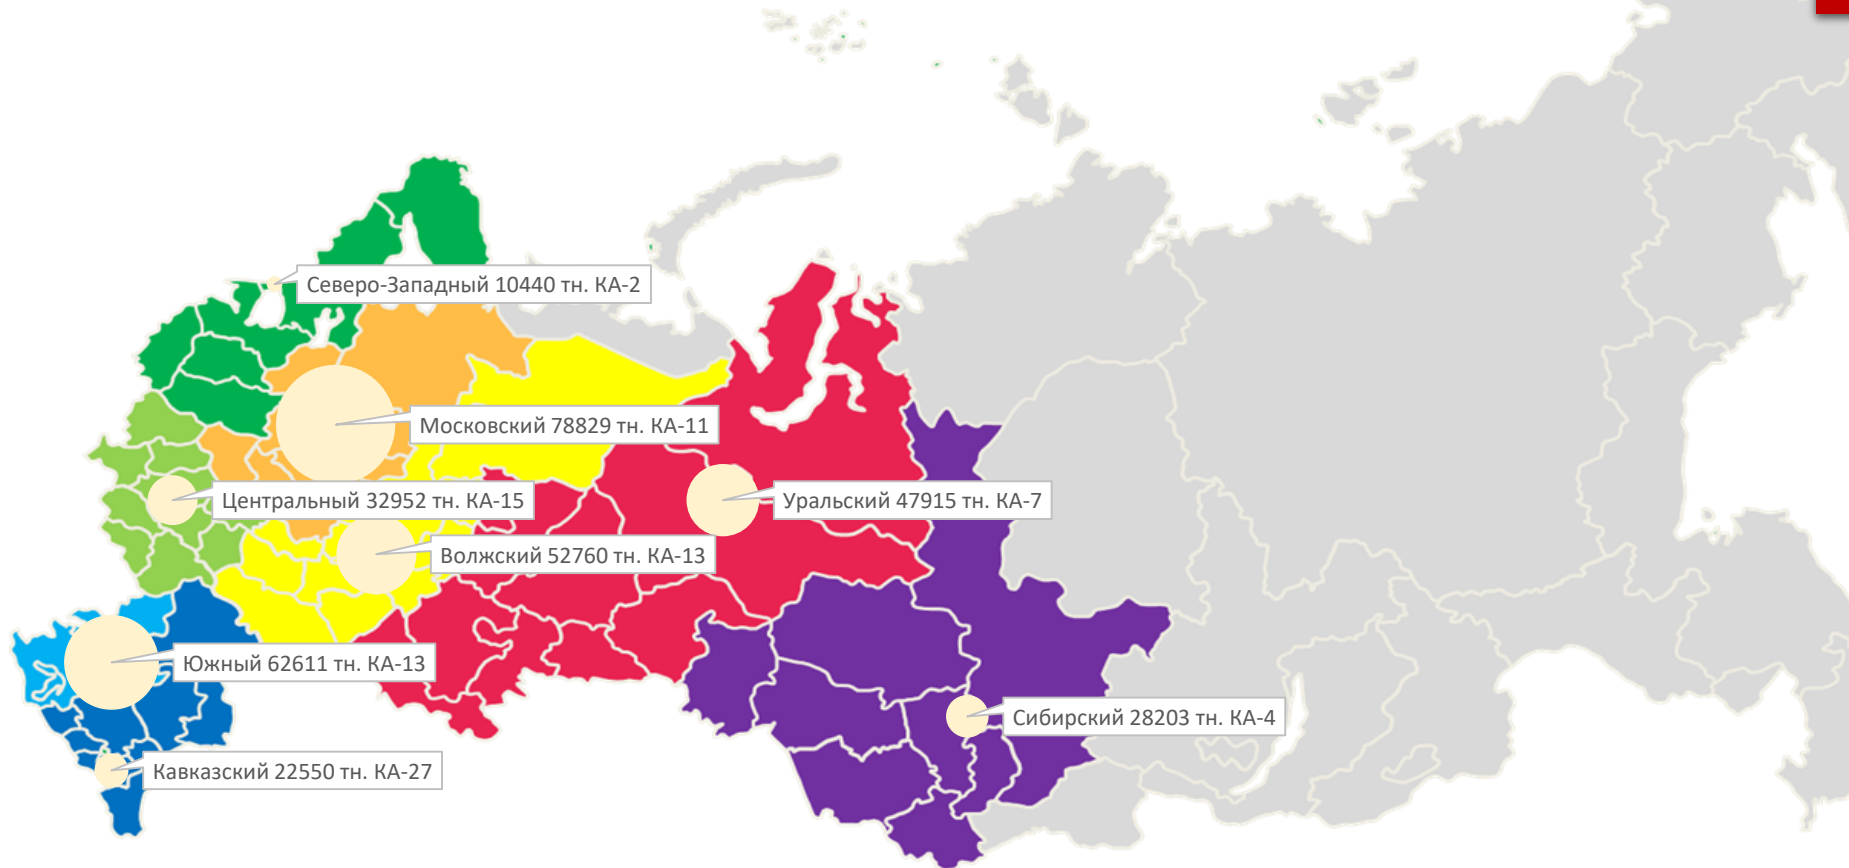 Северо-Западный 10440 тн. КА-2
Московский 78829 тн. КА-11
Центральный 32952 тн. КА-15
Уральский 47915 тн. КА-7
Волжский 52760 тн. КА-13
Южный 62611 тн. КА-13
Сибирский 28203 тн. КА-4
Кавказский 22550 тн. КА-27